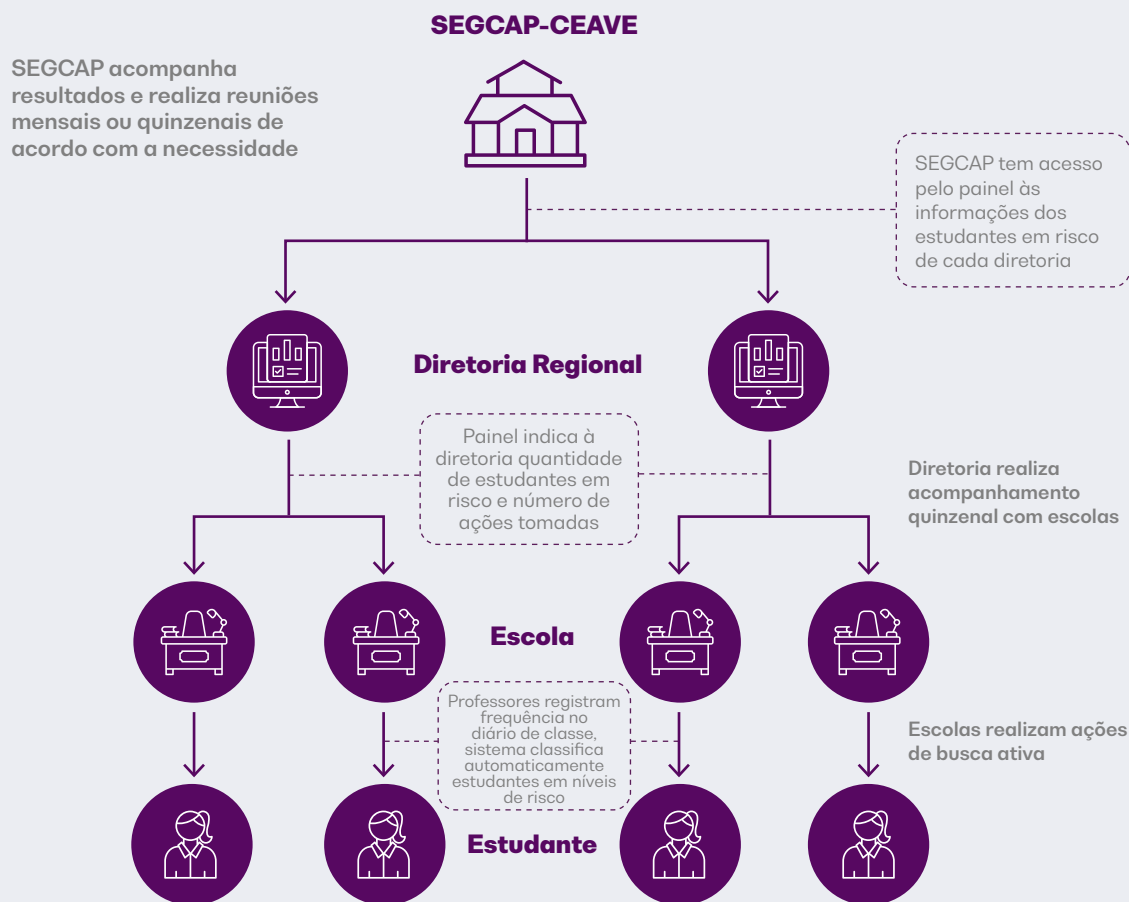 SEGCAP-CEAVE
SEGCAP acompanha
resultados e realiza reuniões
mensais ou quinzenais de
acordo com a necessidade
SEGCAP tem acesso
pelo painel às
informações dos
estudantes em risco
de cada diretoria
Diretoria Regional
Painel indica à
diretoria quantidade
de estudantes em
risco e número de
ações tomadas
Diretoria realiza
acompanhamento
quinzenal com escolas
Escola
Professores registram
frequência no
diário de classe,
sistema classifica
automaticamente
estudantes em níveis
de risco
Escolas realizam ações
de busca ativa
Estudante